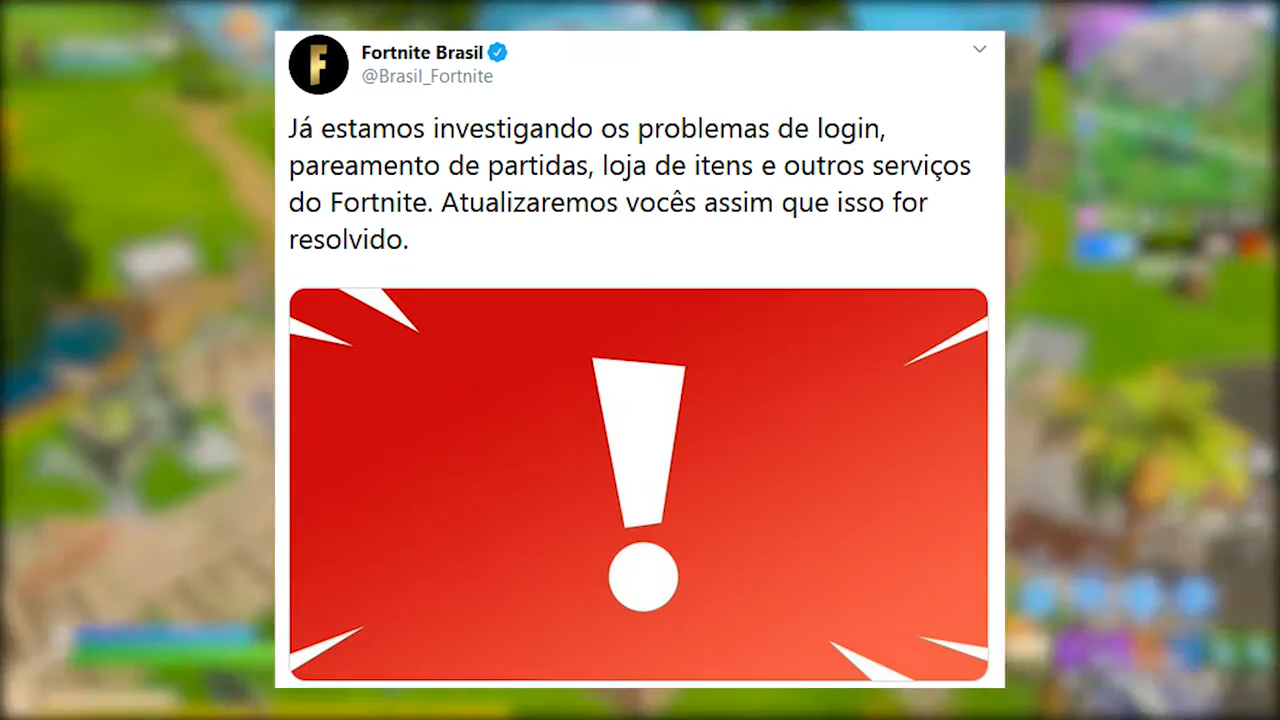 Fortnite Brasil
@Brasil_Fortnite
Já estamos investigando os problemas de login,
pareamento de partidas, loja de itens e outros serviços
do Fortnite. Atualizaremos vocês assim que isso for
resolvido.
F
!